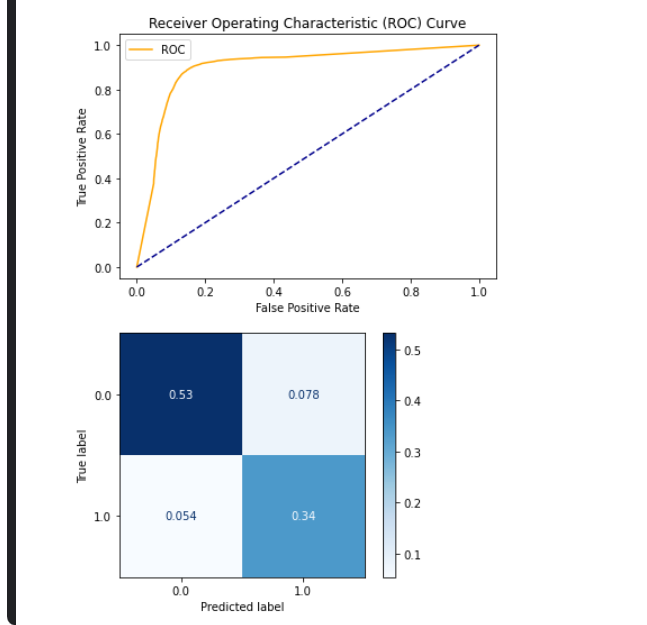 Receiver Operating Characteristic (ROC) Curve
ROC
1.0
0.8
0.6
0.4
0.2
0.0
True Positive Rate
0.0 0.2 0.4 0.6 0.8 1.0
False Positive Rate
0.0
1.0
True label
0.53 0.078
0.054 0.34
0.0 1.0
Predicted label
0.5
0.4
0.3
0.2
0.1